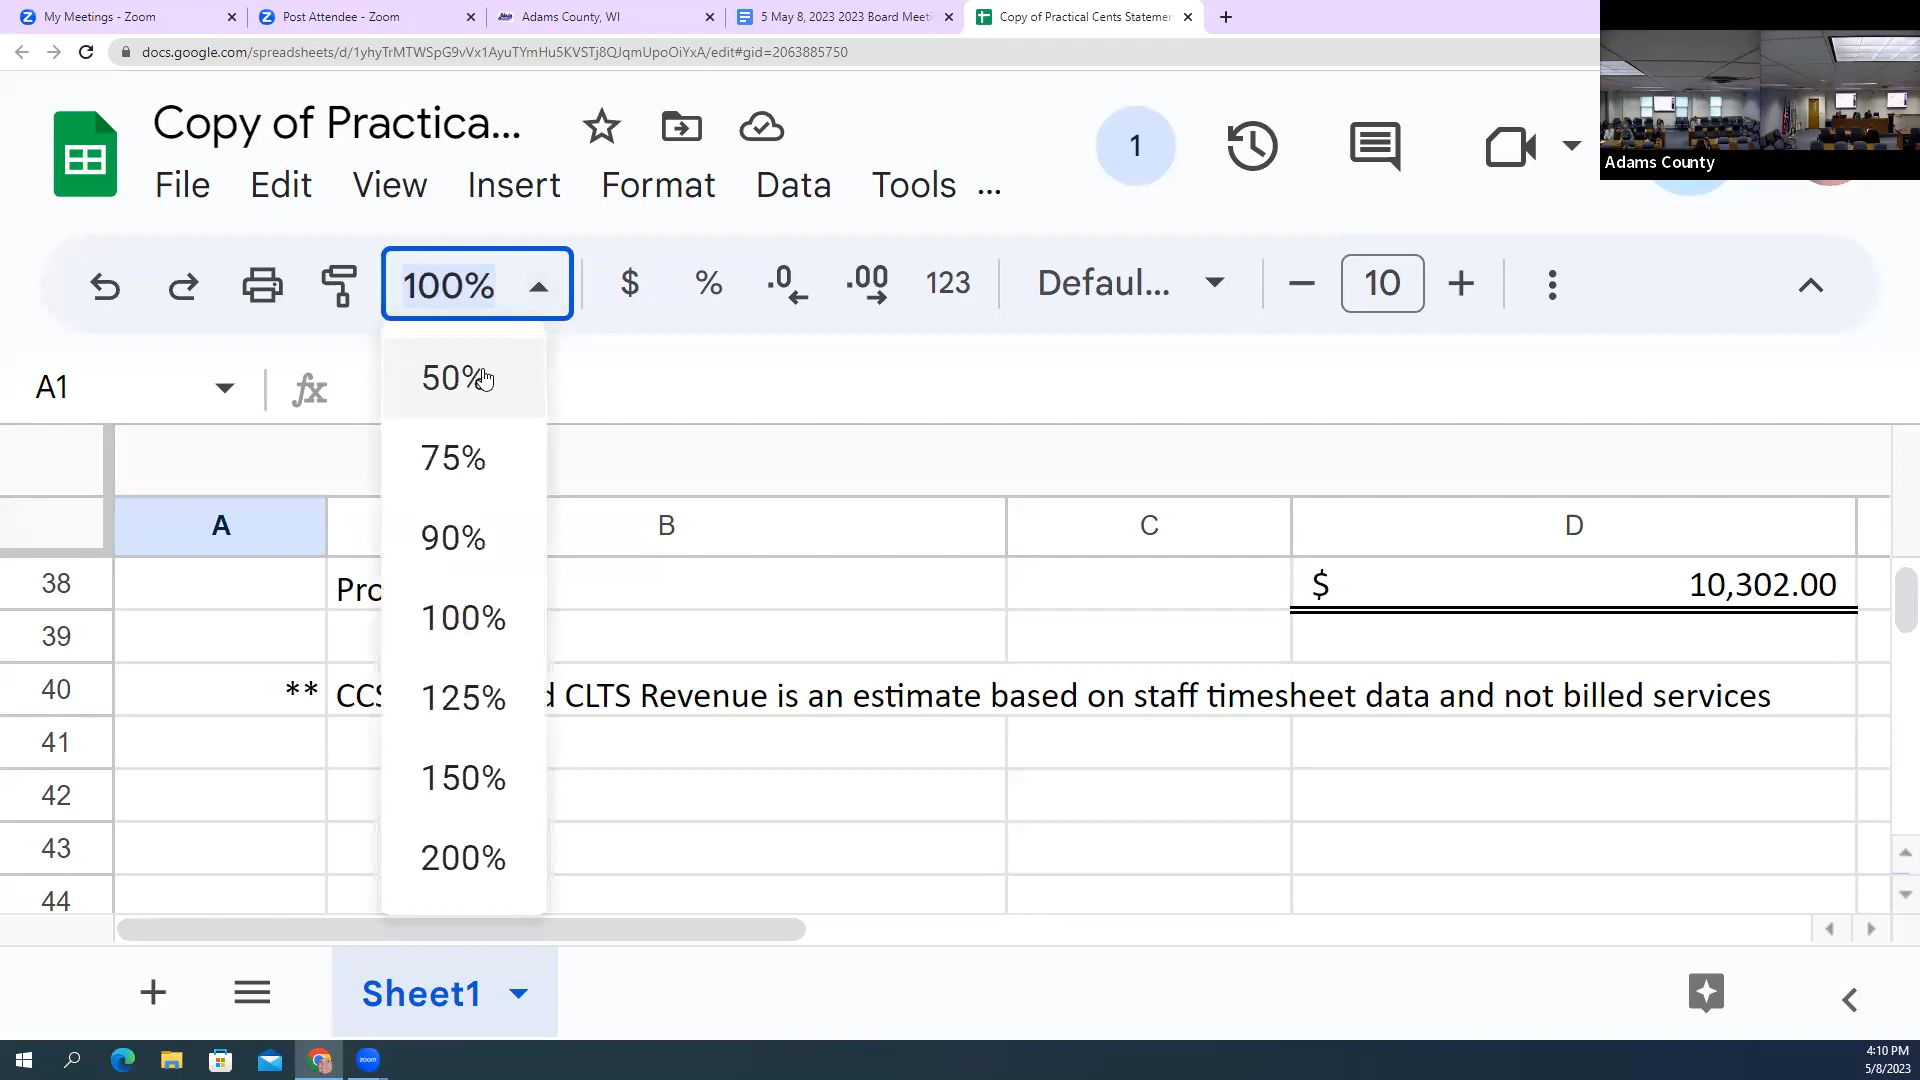 My Meetings - Zoom
Post Attendee - Zoom
Adams County, WI
5 May 8, 2023 2023 Board Meeti
Copy of Practical Cents Statemen
docs.google.com/spreadsheets/d/1yhyTrMTWSpG9vVx1AyuTYmHu5KVSTj8QJqmUpoOiYxA/edit#gid=2063885750
Adams County
Copy of Practica...
1
File Edit View Insert Format Data Tools ...
100% $ % .0 .00 123 Defaul... 10
A1 fx
50%
75%
90%
100%
125%
150%
200%
A B C D
38 Pro $ 10,302.00
39
40 ** CCS d CLTS Revenue is an estimate based on staff timesheet data and not billed services
41
42
43
44
Sheet1
zoom
4:10 PM
5/8/2023